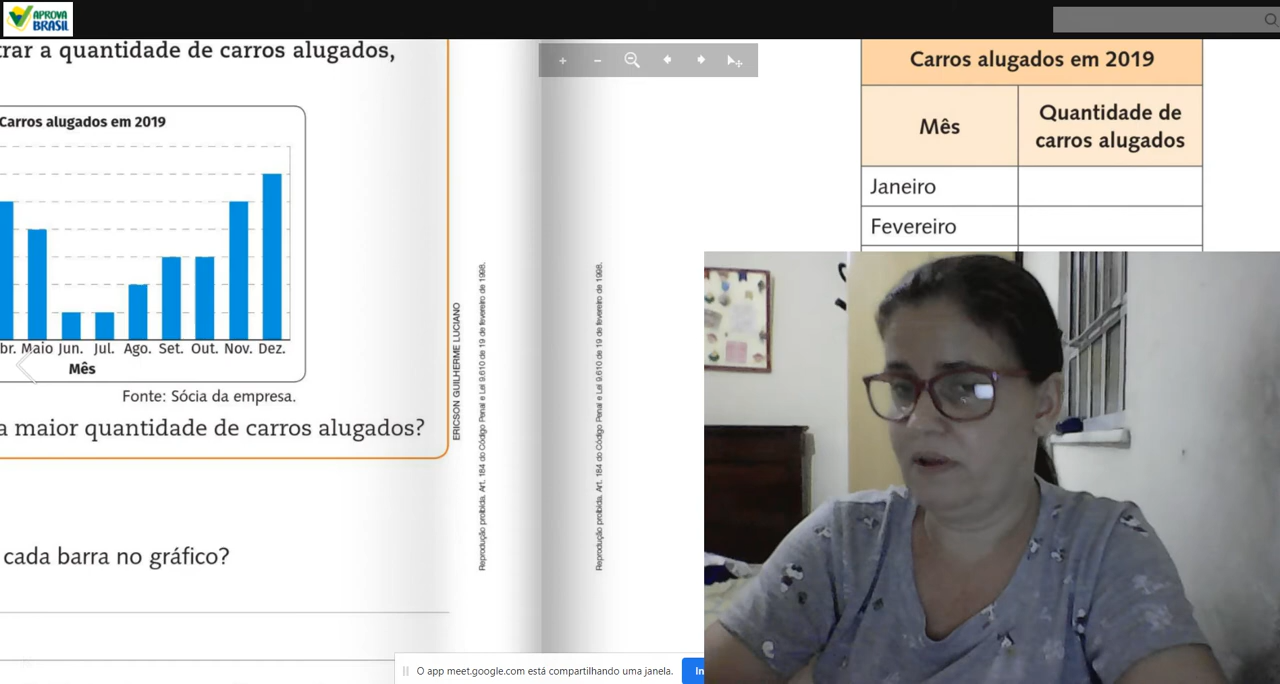 APROVA
BRASIL
trar a quantidade de carros alugados,
Carros alugados em 2019
br. Maio Jun. Jul. Ago. Set. Out. Nov. Dez.
Mês
Fonte: Sócia da empresa.
a maior quantidade de carros alugados?
cada barra no gráfico?
ERICSON GUILHERME LUCIANO
Reprodução proibida. Art. 184 do Código Penal e Lei 9.610 de 19 de fevereiro de 1998.
Reprodução proibida. Art. 184 do Código Penal e Lei 9.610 de 19 de fevereiro de 1998.
Carros alugados em 2019
Mês
Quantidade de
carros alugados
Janeiro
Fevereiro
O app meet.google.com está compartilhando uma janela.
In